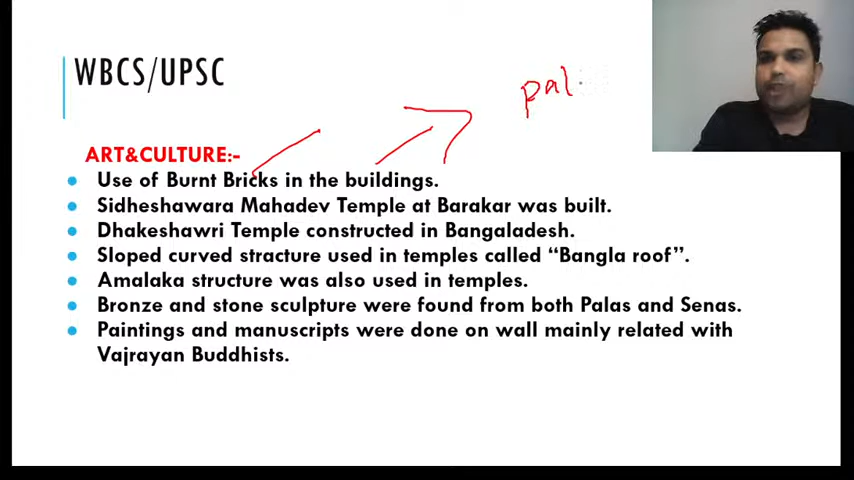 WBCS/UPSC
pal
ART&CULTURE:-
Use of Burnt Bricks in the buildings.
Sidheshawara Mahadev Temple at Barakar was built.
Dhakeshawri Temple constructed in Bangaladesh.
Sloped curved stracture used in temples called “Bangla roof”.
Amalaka structure was also used in temples.
Bronze and stone sculpture were found from both Palas and Senas.
Paintings and manuscripts were done on wall mainly related with
Vajrayan Buddhists.